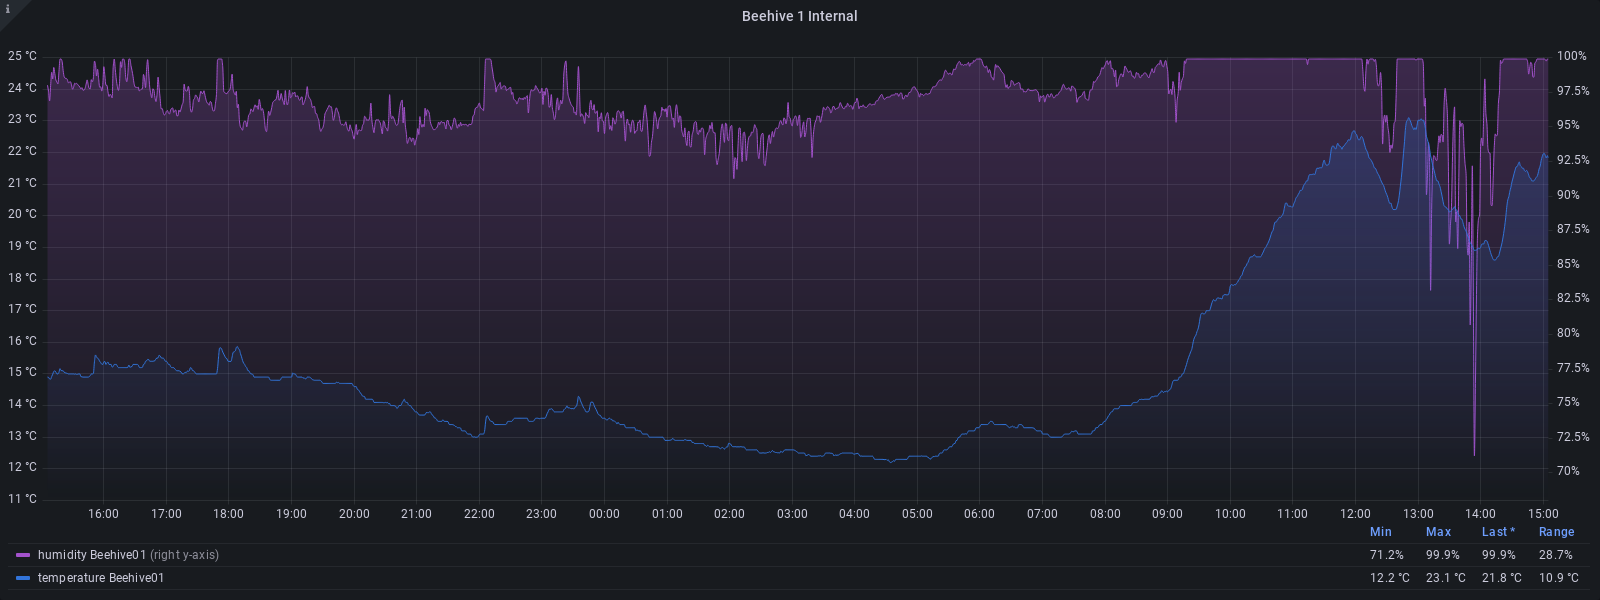 i
Beehive 1 Internal
25 °C 100%
24 °C 97.5%
23 °C 95%
22 °C 92.5%
21 °C 90%
20 °C 87.5%
19 °C 85%
18 °C 82.5%
17 °C 80%
16 °C 77.5%
15 °C 75%
14 °C 72.5%
13 °C 70%
12 °C
11 °C
16:00 17:00 18:00 19:00 20:00 21:00 22:00 23:00 00:00 01:00 02:00 03:00 04:00 05:00 06:00 07:00 08:00 09:00 10:00 11:00 12:00 13:00 14:00 15:00
Min Max Last * Range
humidity Beehive01 (right y-axis) 71.2% 99.9% 99.9% 28.7%
temperature Beehive01 12.2 °C 23.1 °C 21.8 °C 10.9 °C